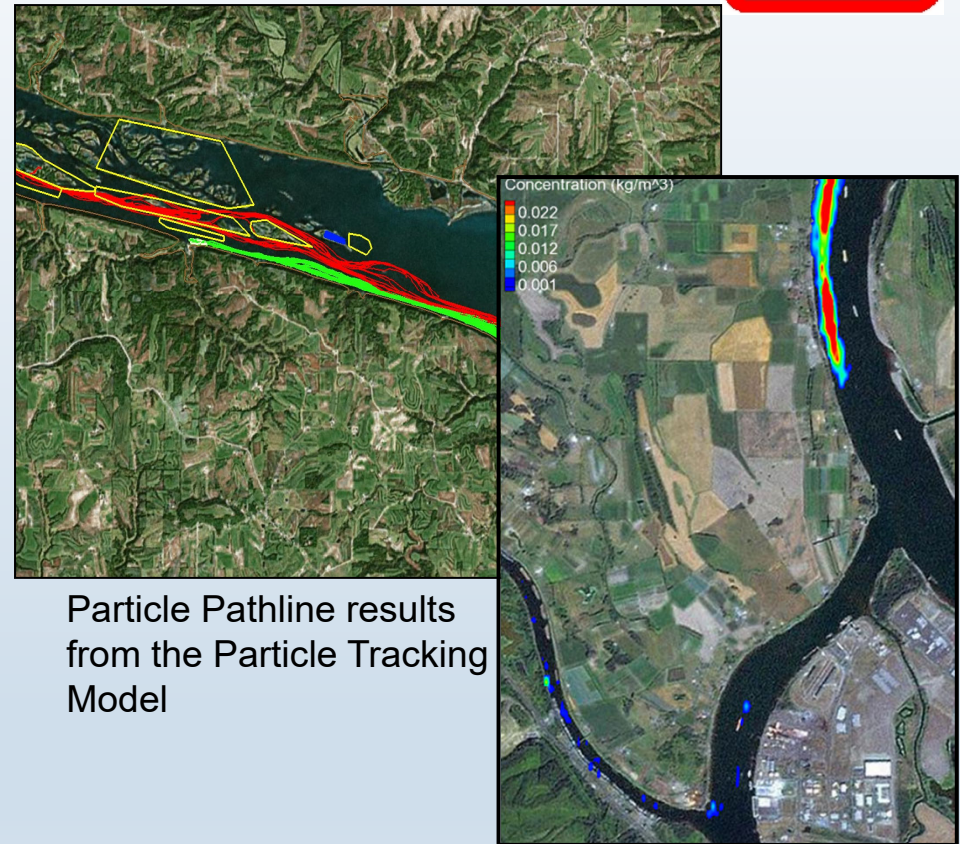 Concentration (kg/m^3)
0.022
0.017
0.012
0.006
0.001
Particle Pathline results
from the Particle Tracking
Model